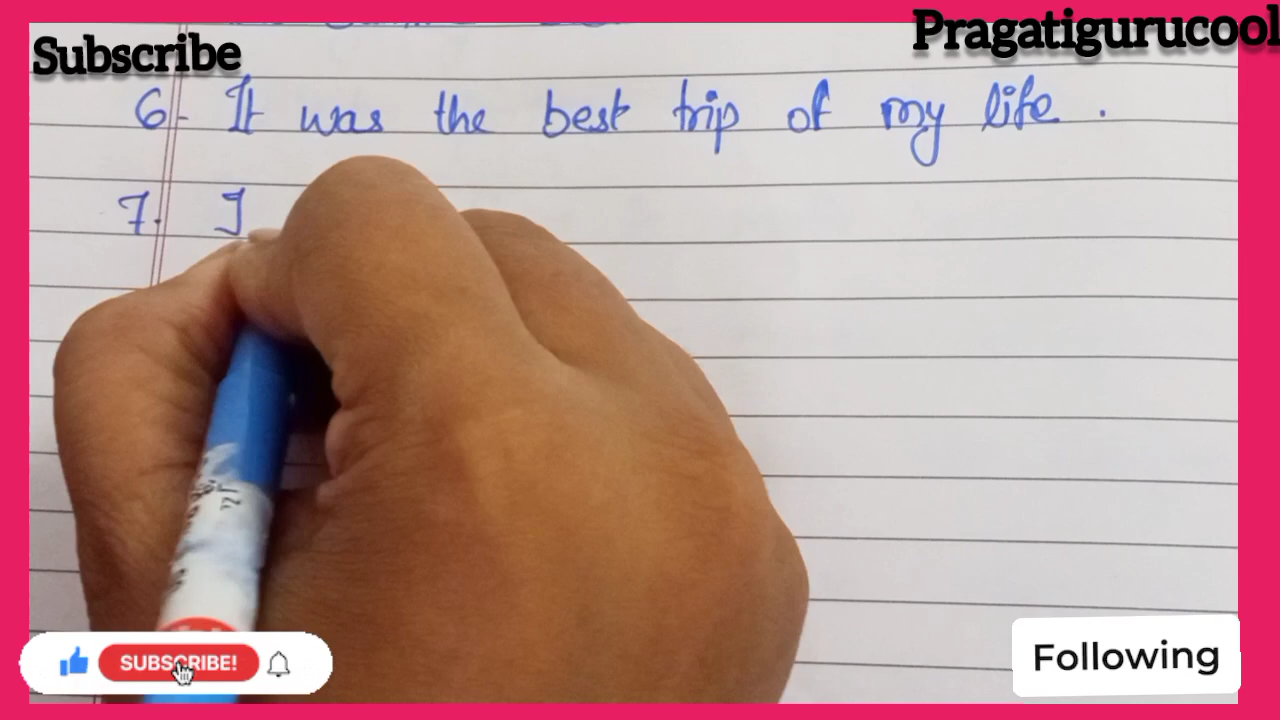 Subscribe
Pragatigurucool
6. It was the best trip of my life.
7. I
SUBSCRIBE!
Following